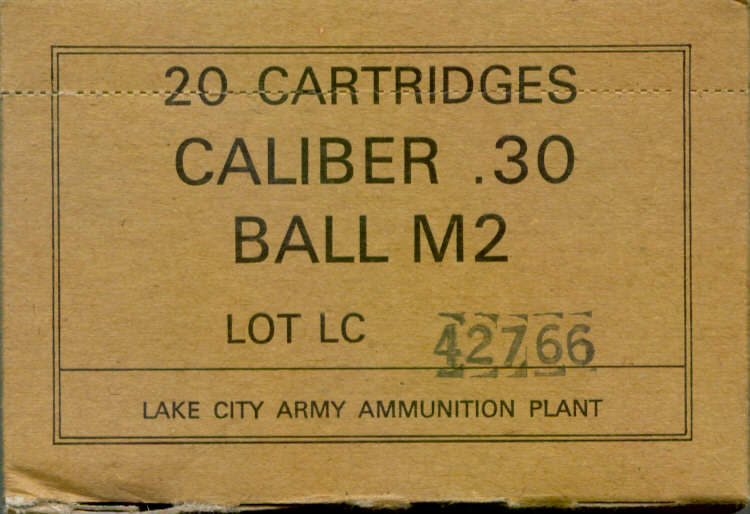 20 CARTRIDGES
CALIBER .30
BALL M2
LOT LC 42766
LAKE CITY ARMY AMMUNITION PLANT